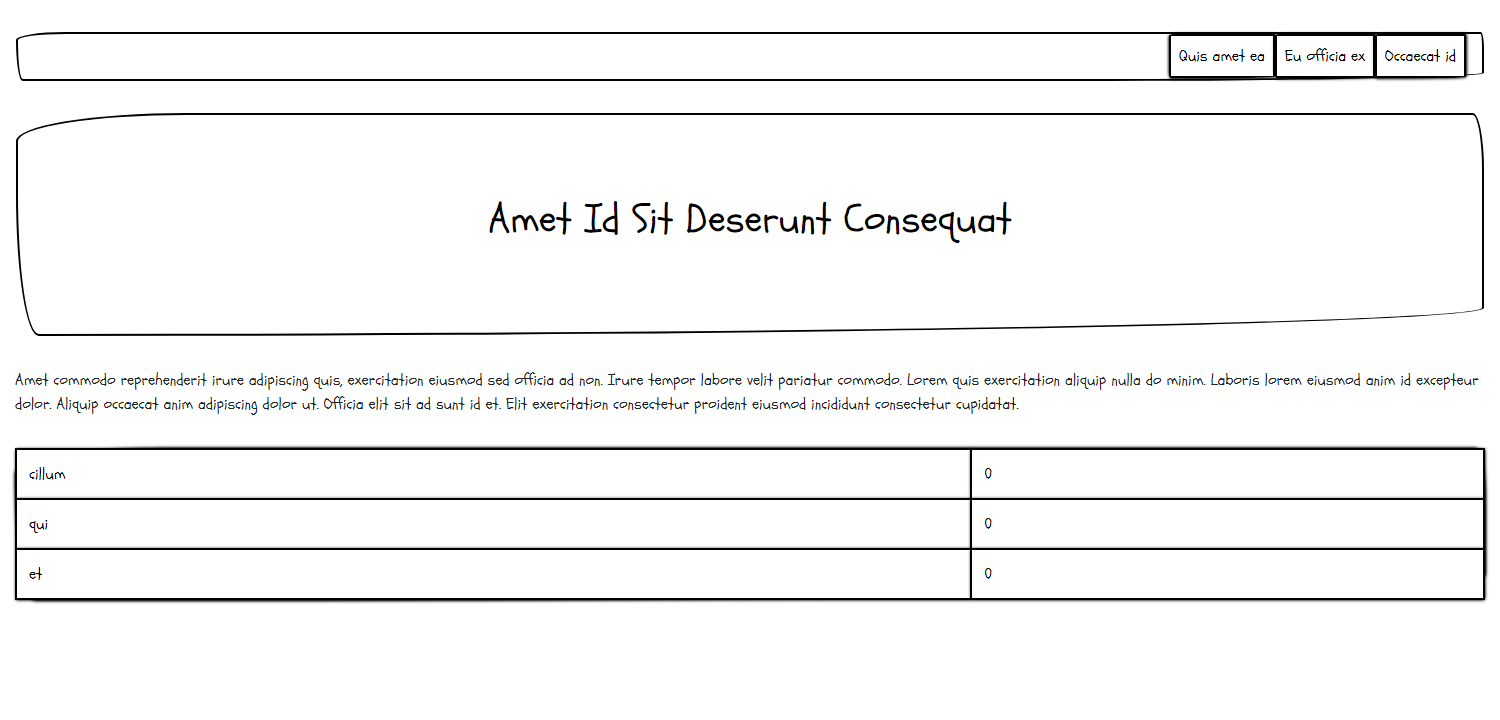 Quis amet ea Eu officia ex Occaecat id
Amet Id Sit Deserunt Consequat
Amet commodo reprehenderit irure adipiscing quis, exercitation eiusmod sed officia ad non. Irure tempor labore velit pariatur commodo. Lorem quis exercitation aliquip nulla do minim. Laboris lorem eiusmod anim id excepteur
dolor. Aliquip occaecat anim adipiscing dolor ut. Officia elit sit ad sunt id et. Elit exercitation consectetur proident eiusmod incididunt consectetur cupidatat.
cillum 0
qui 0
et 0